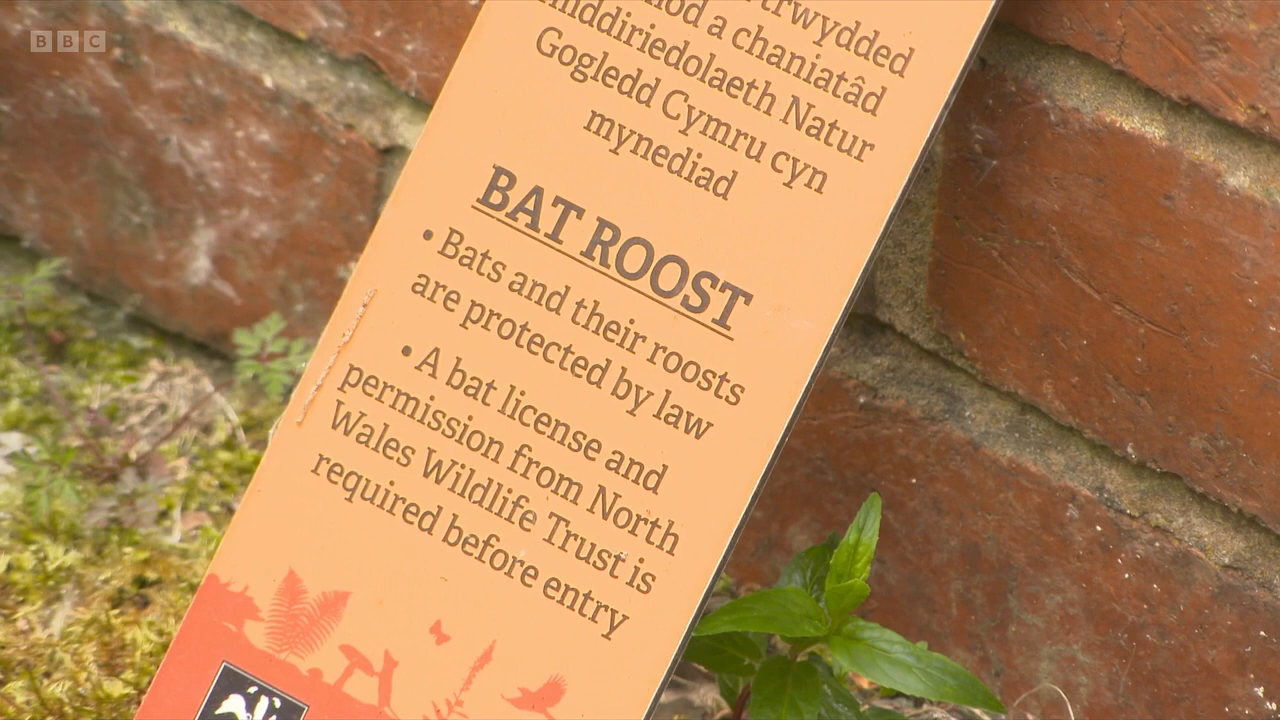 BBC
trwydded
a chaniatâd
Natur
Gogledd Cymru cyn
mynediad
BAT ROOST
• Bats and their roosts
are protected by law
• A bat license and
permission from North
Wales Wildlife Trust is
required before entry